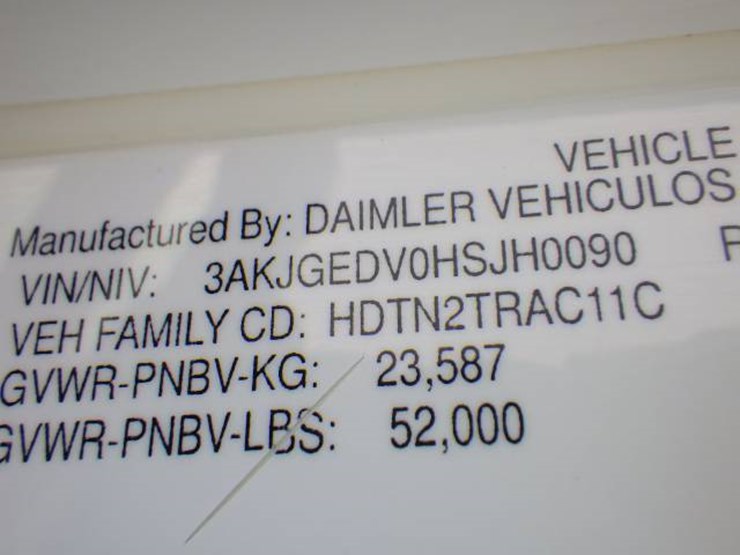 VEHICLE
Manufactured By: DAIMLER VEHICULOS
VIN/NIV: 3AKJGEDV0HSJH0090
VEH FAMILY CD: HDTN2TRAC11C
GVWR-PNBV-KG: 23,587
GVWR-PNBV-LBS: 52,000